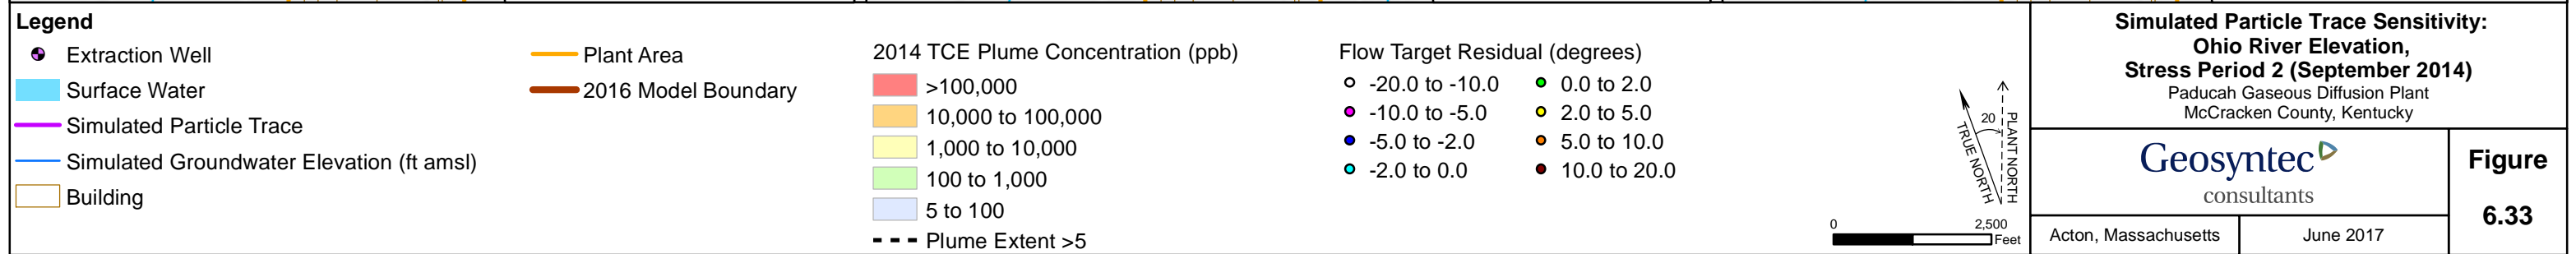 Legend
Extraction Well
Surface Water
Simulated Particle Trace
Simulated Groundwater Elevation (ft amsl)
Building
Plant Area
2016 Model Boundary
2014 TCE Plume Concentration (ppb)
>100,000
10,000 to 100,000
1,000 to 10,000
100 to 1,000
5 to 100
Plume Extent >5
Flow Target Residual (degrees)
-20.0 to -10.0
-10.0 to -5.0
-5.0 to -2.0
-2.0 to 0.0
0.0 to 2.0
2.0 to 5.0
5.0 to 10.0
10.0 to 20.0
TRUE NORTH
20
PLANT NORTH
0 2,500
Feet
Simulated Particle Trace Sensitivity:
Ohio River Elevation,
Stress Period 2 (September 2014)
Paducah Gaseous Diffusion Plant
McCracken County, Kentucky
Geosyntec
consultants
Acton, Massachusetts
June 2017
Figure
6.33